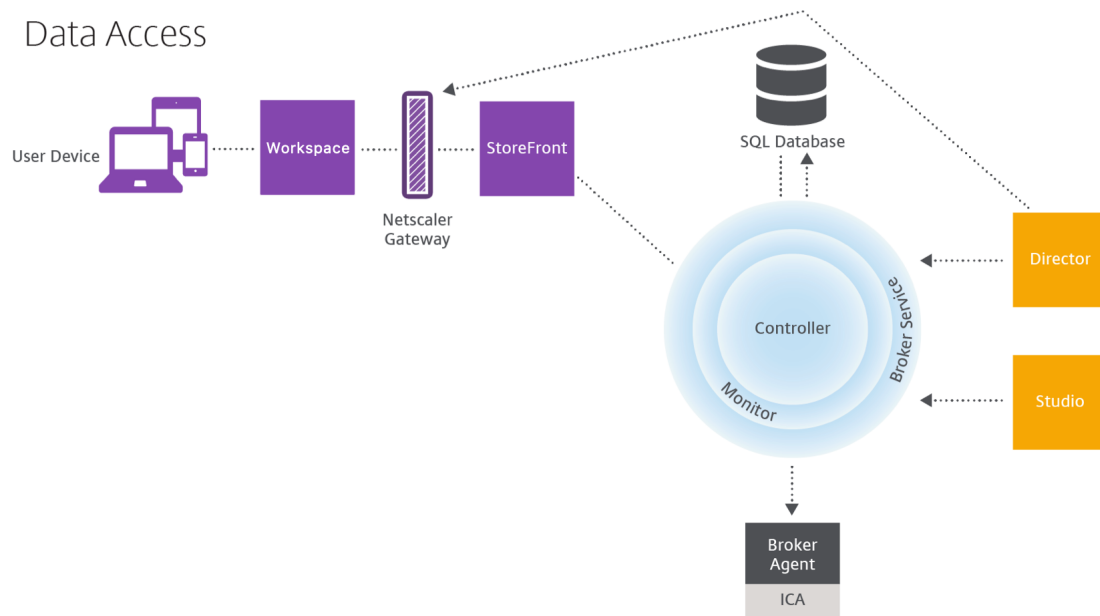 Data Access
User Device
Workspace
Netscaler
Gateway
StoreFront
SQL Database
Director
Controller
Broker Service
Monitor
Studio
Broker
Agent
ICA